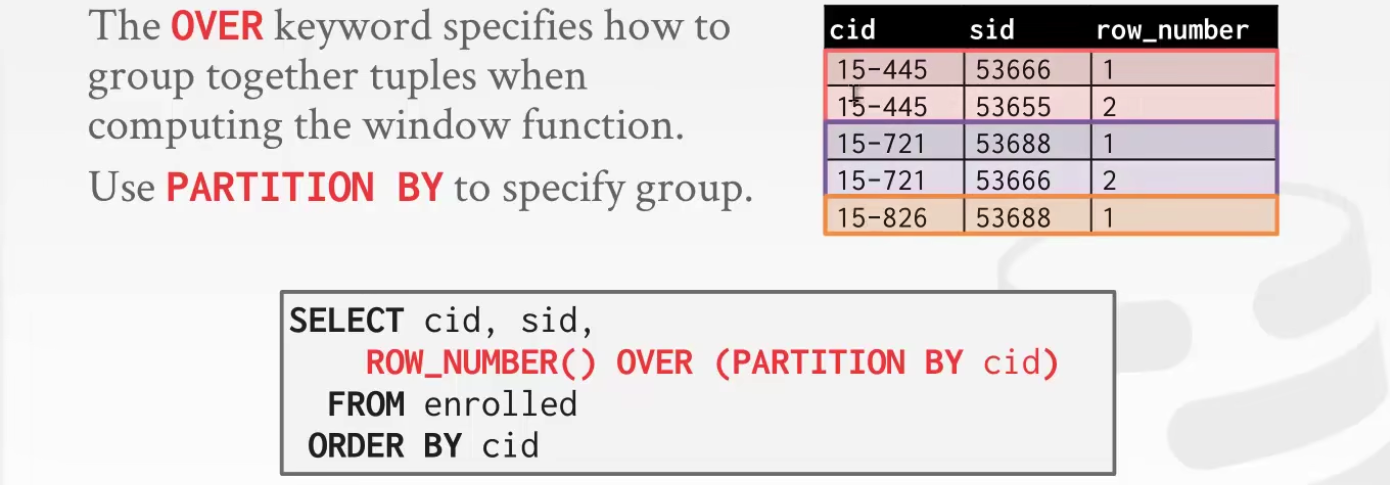 The OVER keyword specifies how to
group together tuples when
computing the window function.
Use PARTITION BY to specify group.
cid sid row_number
15-445 53666 1
15-445 53655 2
15-721 53688 1
15-721 53666 2
15-826 53688 1
SELECT cid, sid,
ROW_NUMBER() OVER (PARTITION BY cid)
FROM enrolled
ORDER BY cid